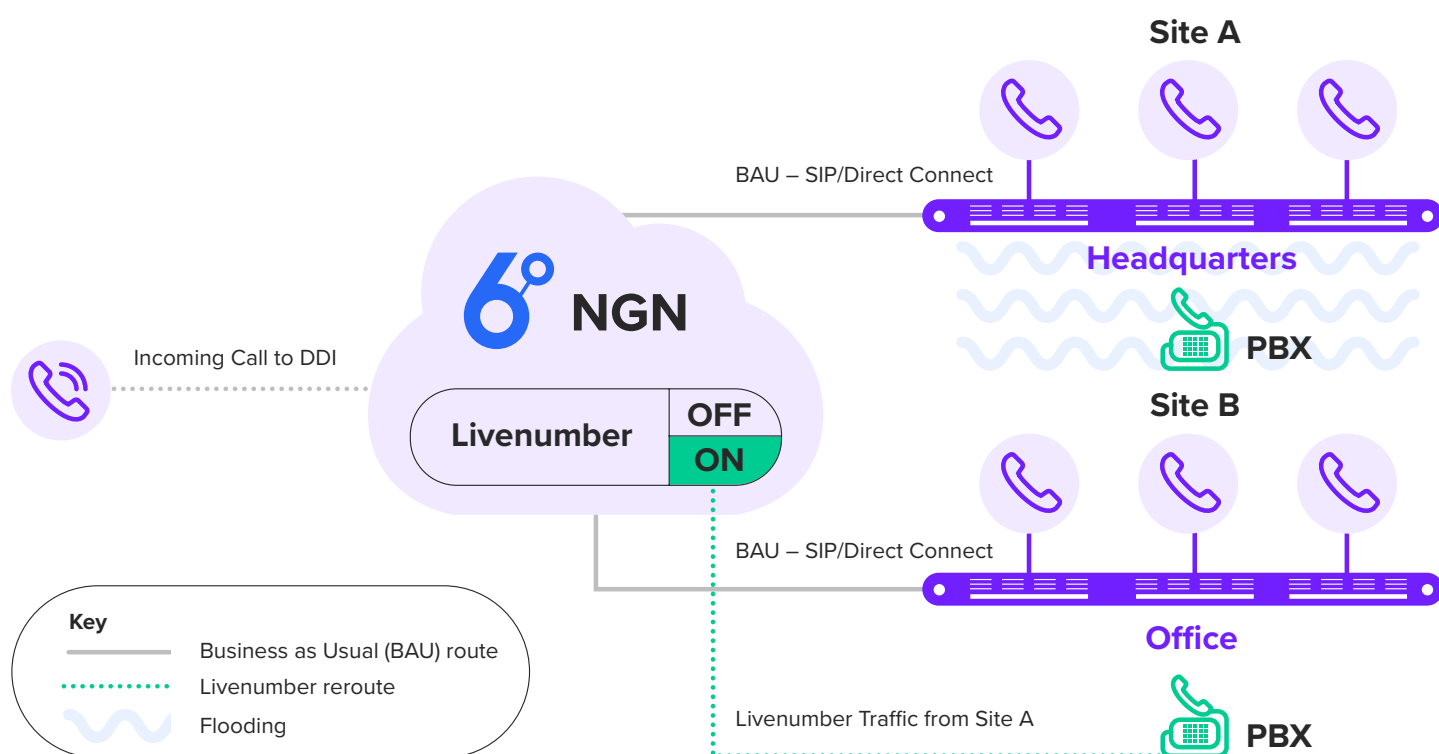 Site A
BAU – SIP/Direct Connect
Headquarters
6° NGN
PBX
Incoming Call to DDI
Livenumber
OFF
ON
Site B
BAU – SIP/Direct Connect
Office
Key
Business as Usual (BAU) route
Livenumber reroute
Flooding
Livenumber Traffic from Site A
PBX